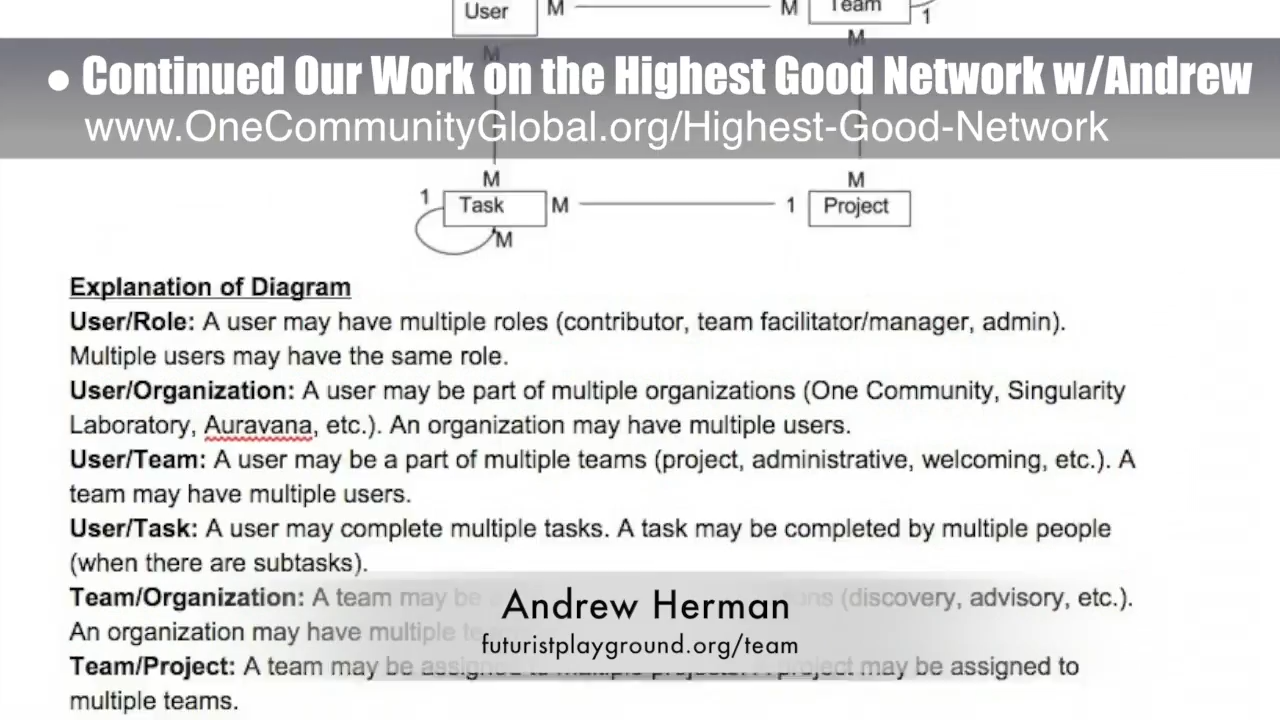 User M M Team 1
M M
● Continued Our Work on the Highest Good Network w/Andrew
www.OneCommunityGlobal.org/Highest-Good-Network
M M
1 Task M 1 Project
M
Explanation of Diagram
User/Role: A user may have multiple roles (contributor, team facilitator/manager, admin).
Multiple users may have the same role.
User/Organization: A user may be part of multiple organizations (One Community, Singularity
Laboratory, Auravana, etc.). An organization may have multiple users.
User/Team: A user may be a part of multiple teams (project, administrative, welcoming, etc.). A
team may have multiple users.
User/Task: A user may complete multiple tasks. A task may be completed by multiple people
(when there are subtasks).
Team/Organization: A team may be (discovery, advisory, etc.).
An organization may have multiple
Andrew Herman
futuristplayground.org/team
Team/Project: A team may be assigned to multiple projects. A project may be assigned to
multiple teams.